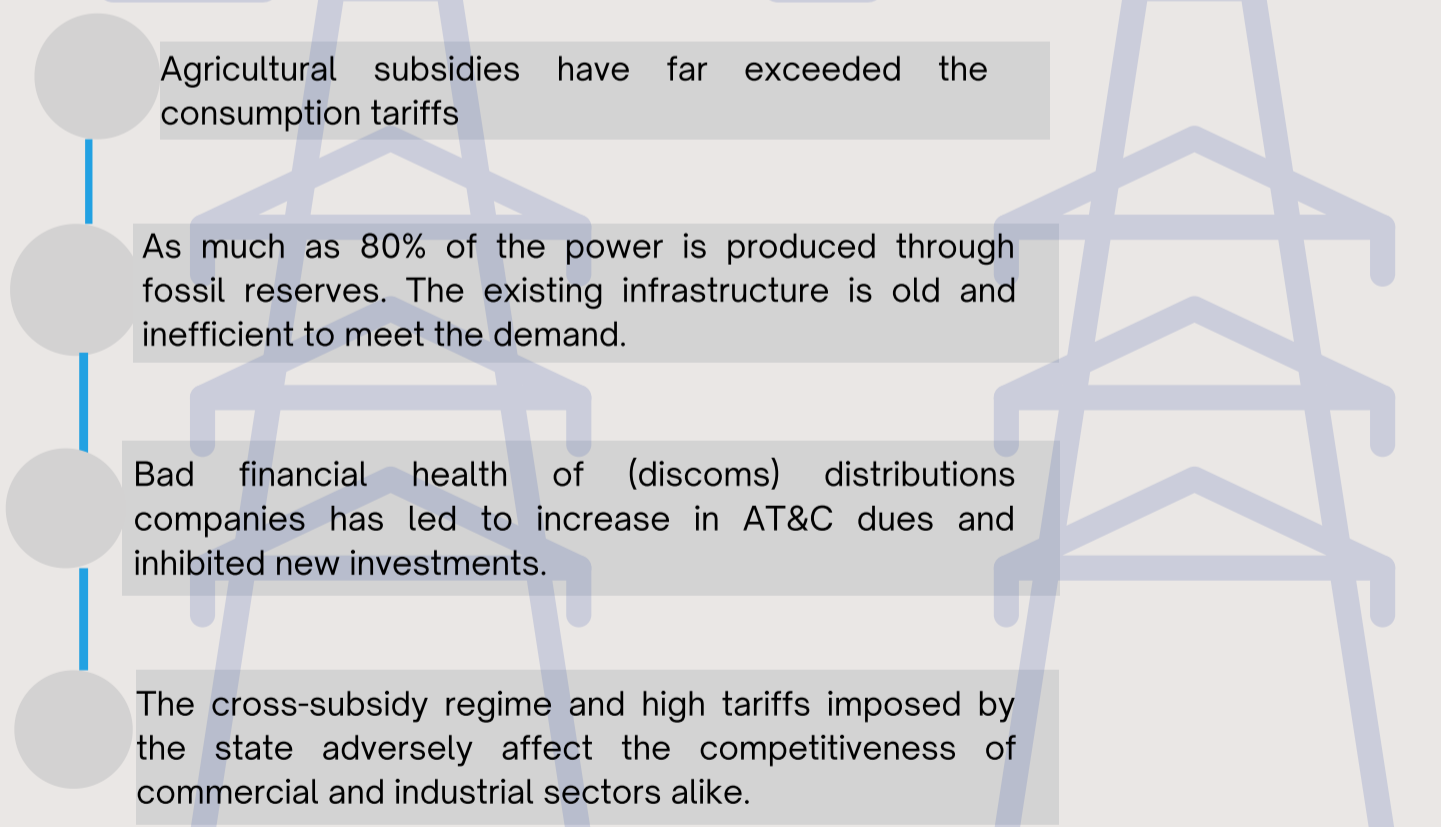 Agricultural subsidies have far exceeded the
consumption tariffs
As much as 80% of the power is produced through
fossil reserves. The existing infrastructure is old and
inefficient to meet the demand.
Bad financial health of (discoms) distributions
companies has led to increase in AT&C dues and
inhibited new investments.
The cross-subsidy regime and high tariffs imposed by
the state adversely affect the competitiveness of
commercial and industrial sectors alike.